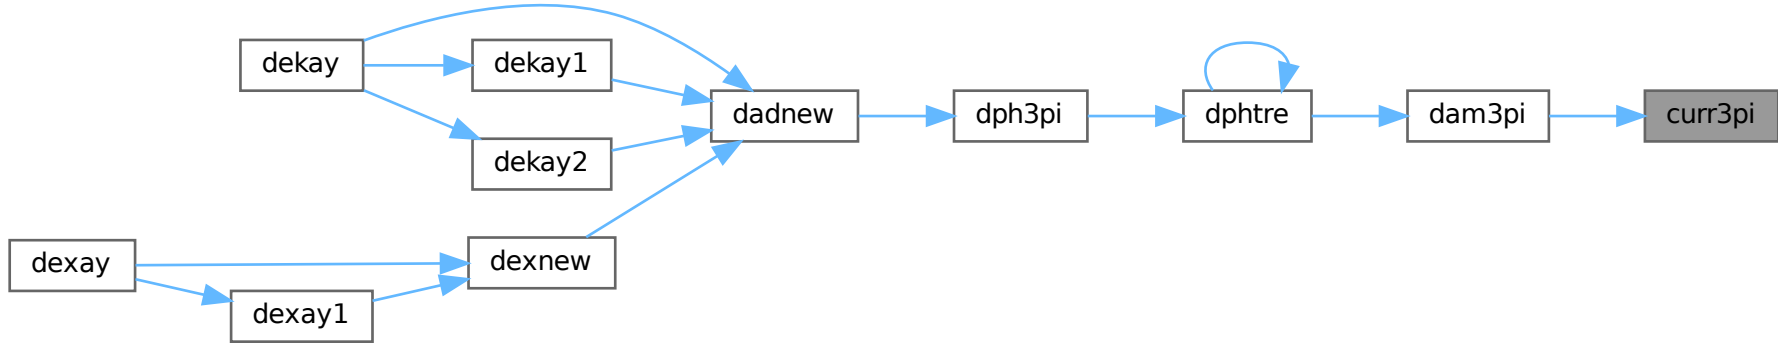 dekay
dekay1
dadnew
dph3pi
dphtre
dam3pi
curr3pi
dekay2
dexay
dexnew
dexay1